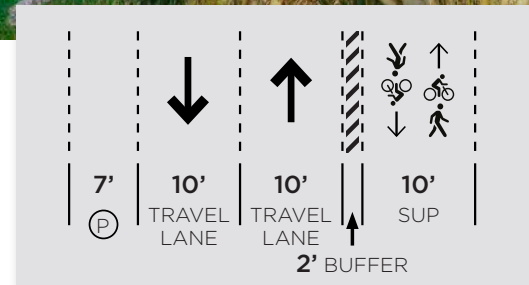 7' 10' 10' 10'
P TRAVEL LANE TRAVEL LANE SUP
2' BUFFER